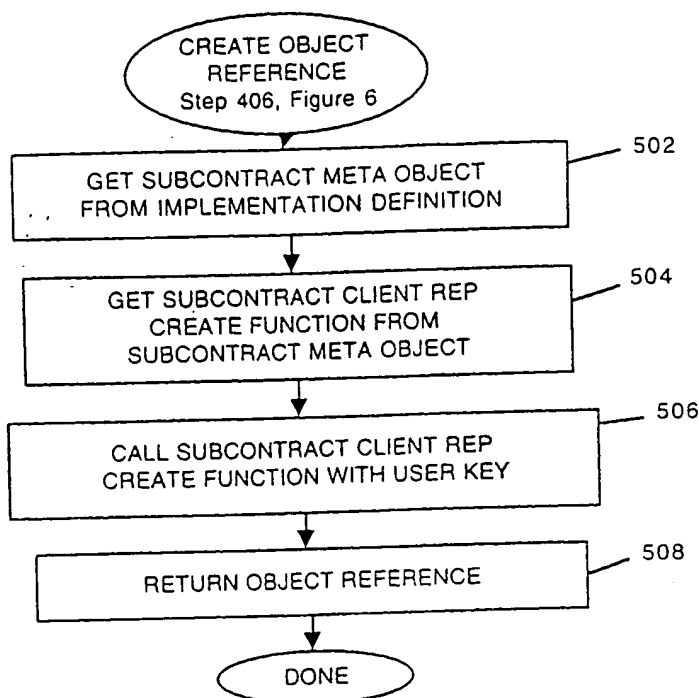 CREATE OBJECT
REFERENCE
Step 406, Figure 6
502
GET SUBCONTRACT META OBJECT
FROM IMPLEMENTATION DEFINITION
504
GET SUBCONTRACT CLIENT REP
CREATE FUNCTION FROM
SUBCONTRACT META OBJECT
506
CALL SUBCONTRACT CLIENT REP
CREATE FUNCTION WITH USER KEY
508
RETURN OBJECT REFERENCE
DONE